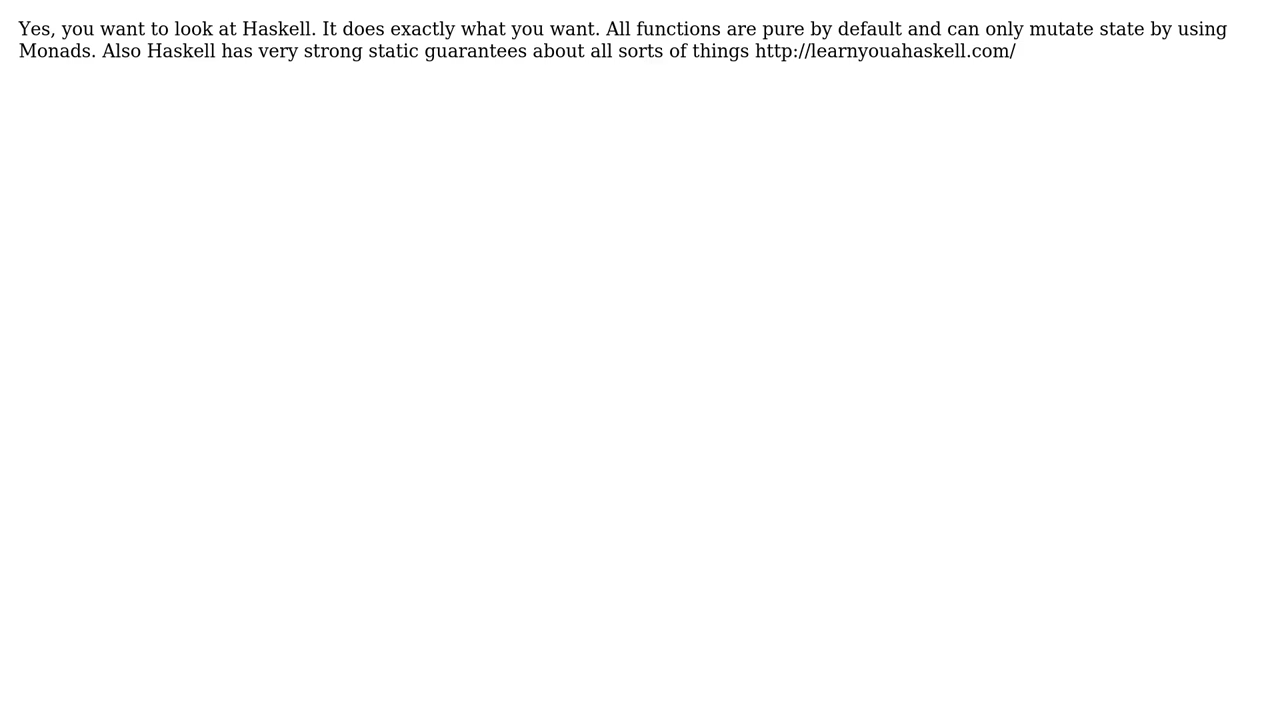 Yes, you want to look at Haskell. It does exactly what you want. All functions are pure by default and can only mutate state by using
Monads. Also Haskell has very strong static guarantees about all sorts of things http://learnyouahaskell.com/